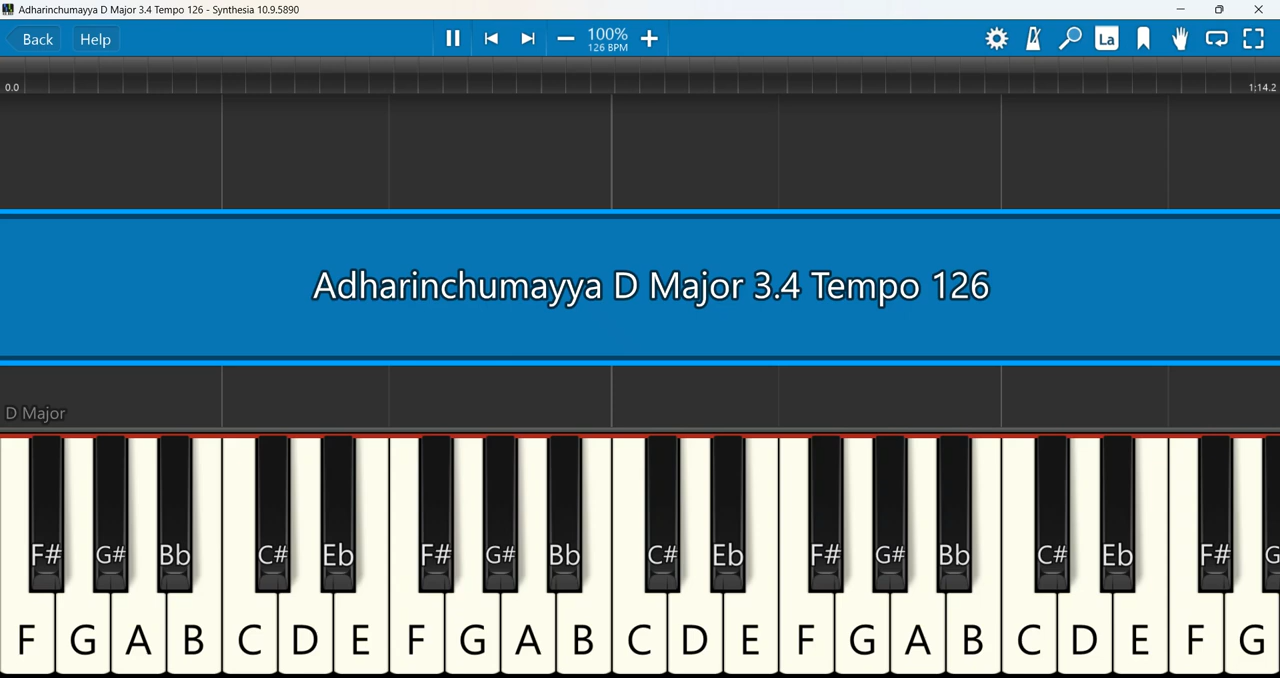 Adharinchumayya D Major 3.4 Tempo 126 - Synthesia 10.9.5890
Back Help 100% La
126 BPM
0.0 1:14.2
Adharinchumayya D Major 3.4 Tempo 126
D Major
F# G# Bb C# Eb F# G# Bb C# Eb F# G# Bb C# Eb F# G
F G A B C D E F G A B C D E F G A B C D E F G